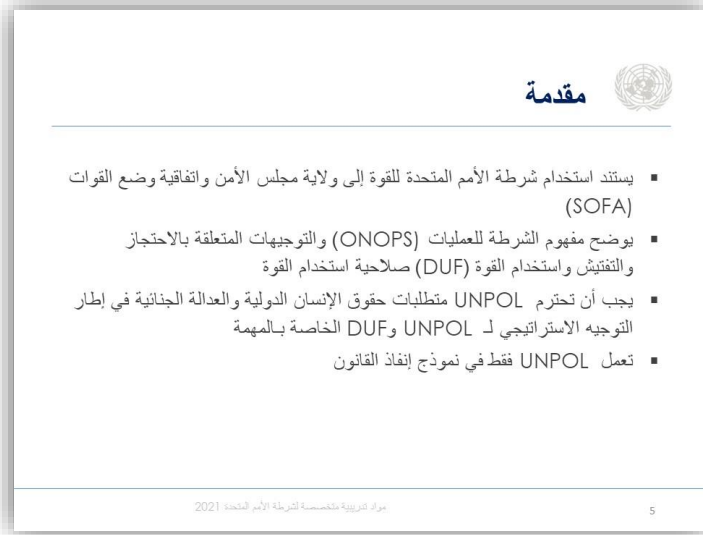 مقدمة
▪ يستند استخدام شرطة الأمم المتحدة للقوة إلى ولاية مجلس الأمن واتفاقية وضع القوات
(SOFA)
▪ يوضح مفهوم الشرطة للعمليات (ONOPS) والتوجيهات المتعلقة بالاحتجاز
والتفتيش واستخدام القوة (DUF) صلاحية استخدام القوة
▪ يجب أن تحترم UNPOL متطلبات حقوق الإنسان الدولية والعدالة الجنائية في إطار
التوجيه الاستراتيجي لـ UNPOL وDUF الخاصة بـالمهمة
▪ تعمل UNPOL فقط في نموذج إنفاذ القانون
مواد تدريبية متخصصة لشرطة الأمم المتحدة 2021
5